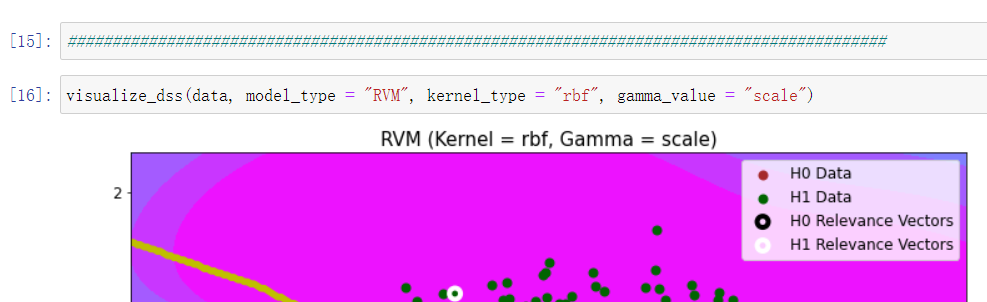 [15]: ##########################################################################################
[16]: visualize_dss(data, model_type = "RVM", kernel_type = "rbf", gamma_value = "scale")
RVM (Kernel = rbf, Gamma = scale)
2
H0 Data
H1 Data
H0 Relevance Vectors
H1 Relevance Vectors